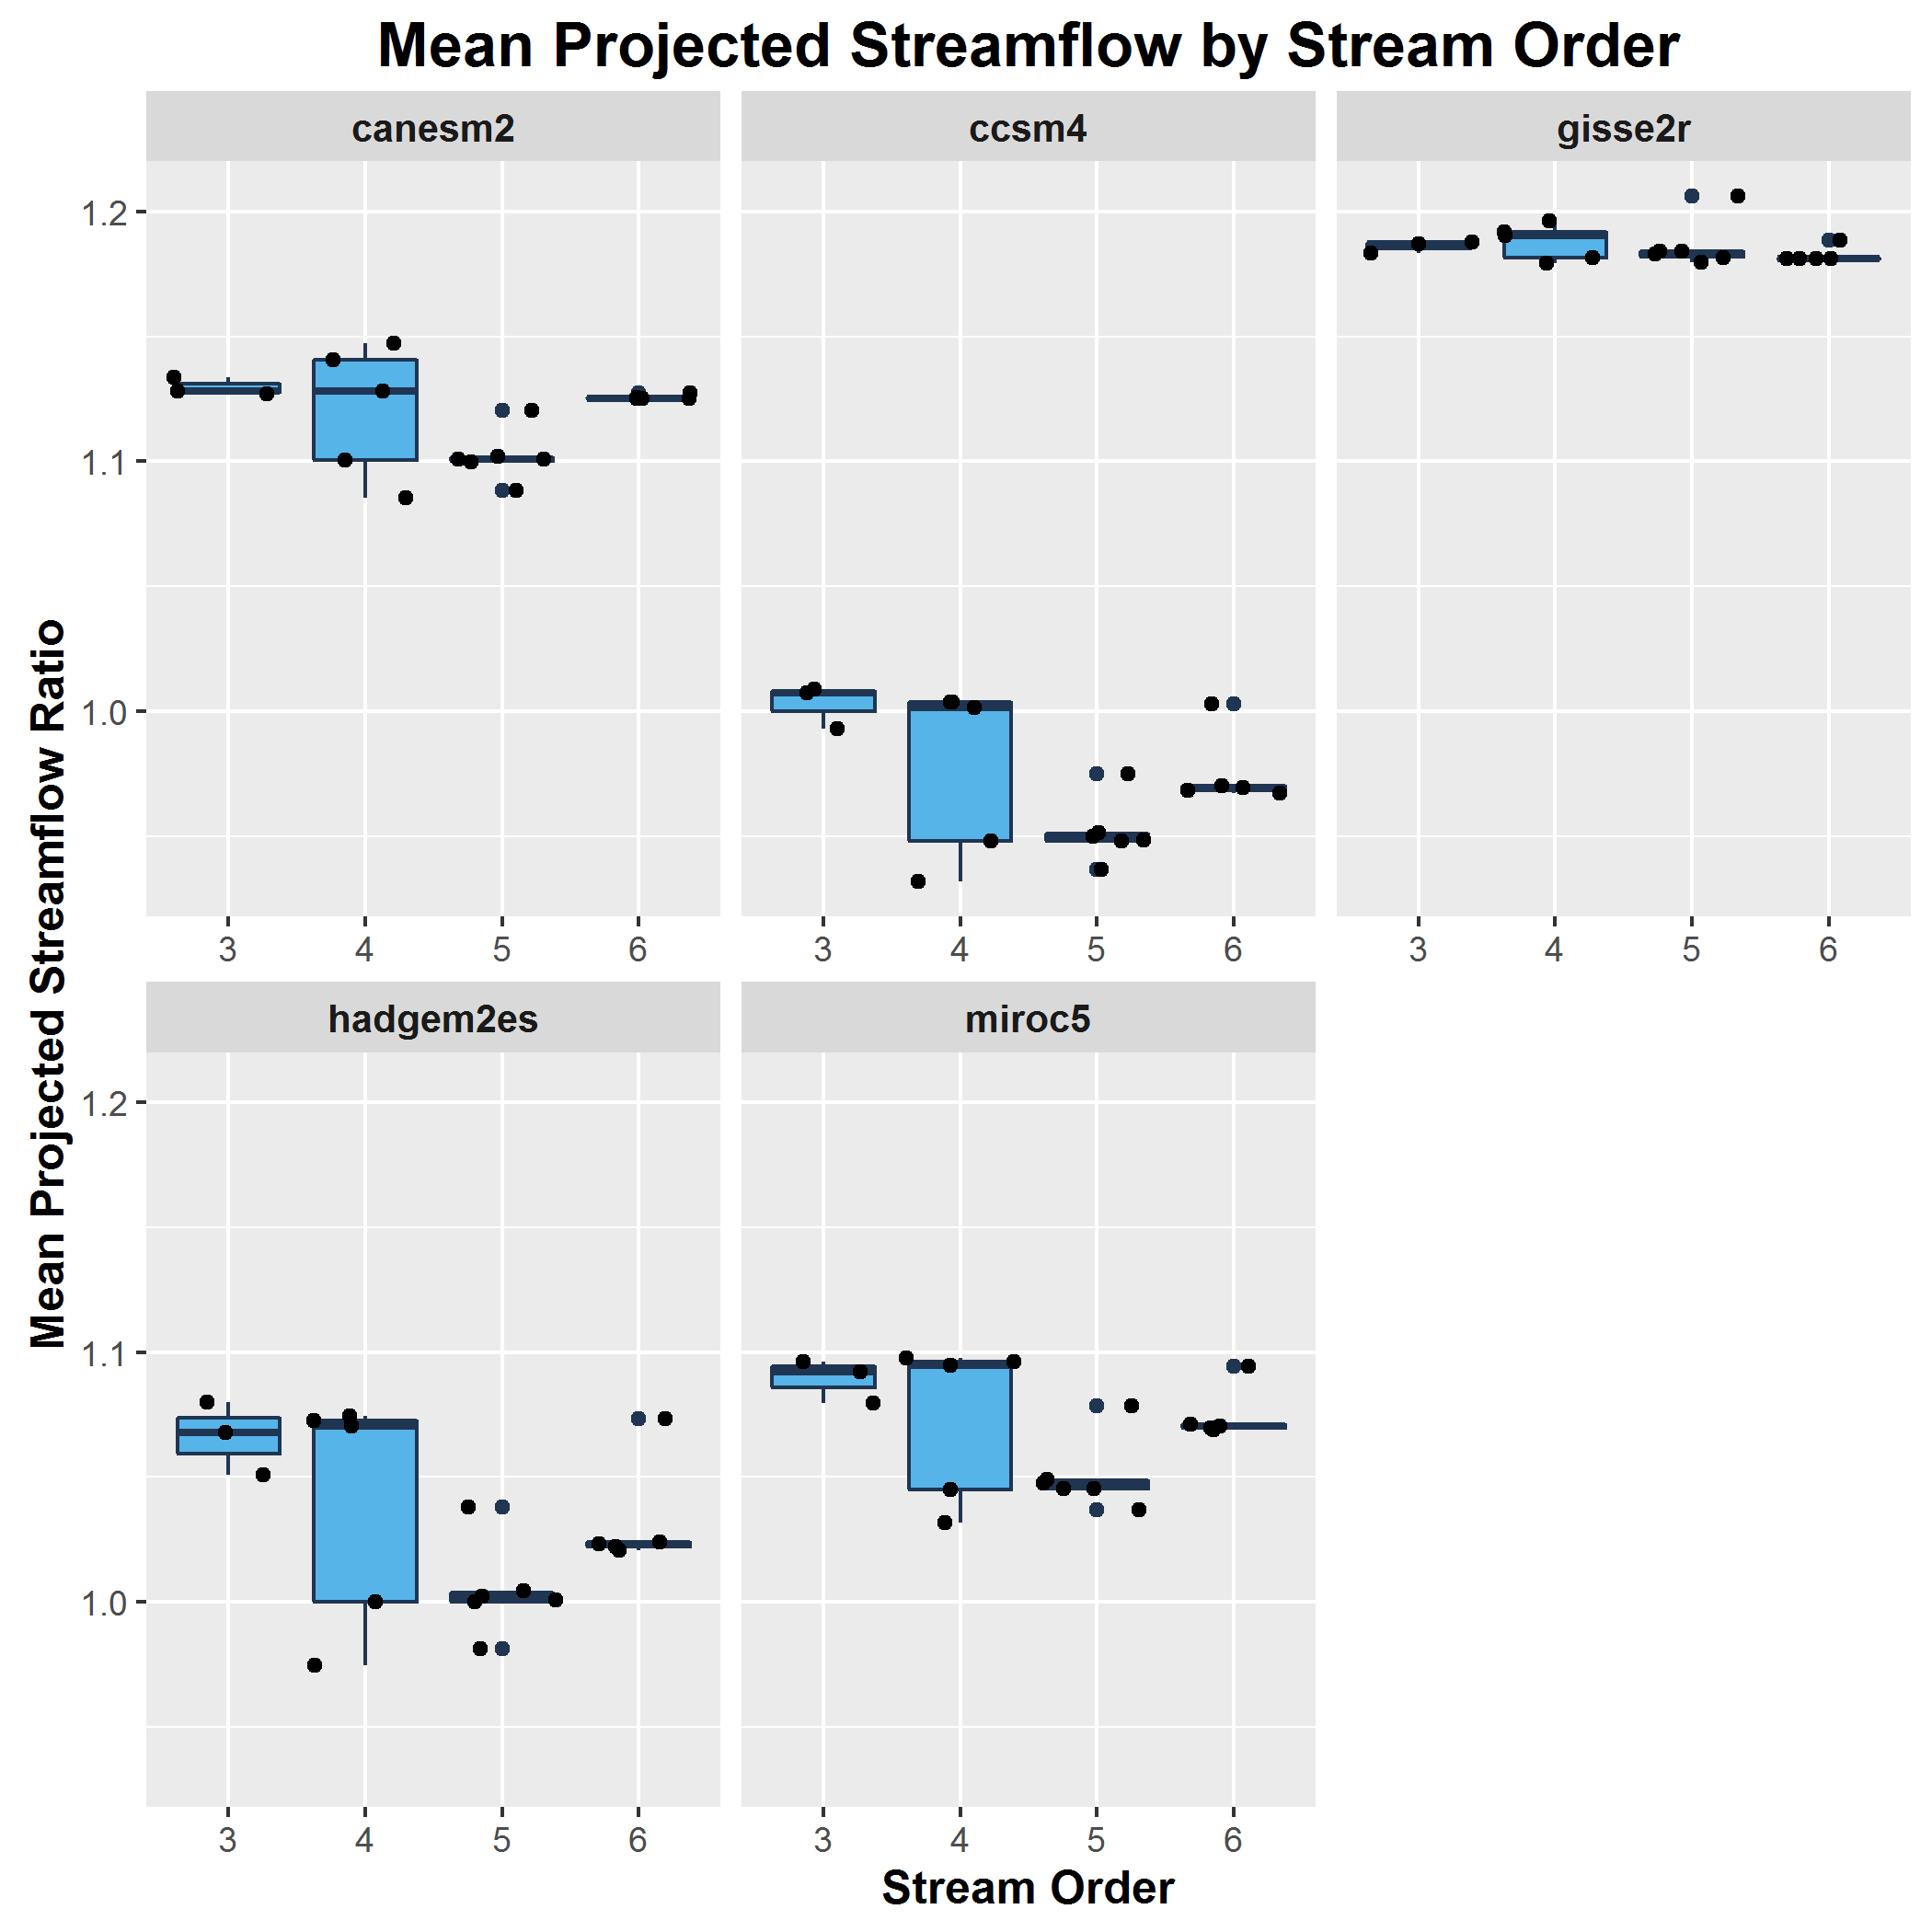 Mean Projected Streamflow by Stream Order
canesm2 ccsm4 gisse2r
1.2
1.1
1.0
3 4 5 6 3 4 5 6 3 4 5 6
Mean Projected Streamflow Ratio
hadgem2es miroc5
1.2
1.1
1.0
3 4 5 6 3 4 5 6
Stream Order